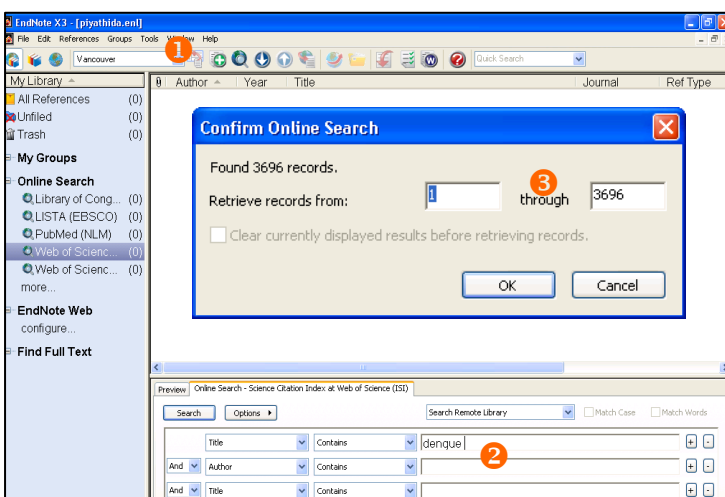 EndNote X3 - [piyathida.enl]
File Edit References Groups Tools Window Help
1
Vancouver
Quick Search
My Library
Author Year Title Journal Ref Type
All References (0)
Unfiled (0)
Trash (0)
My Groups
Online Search
Library of Cong... (0)
LISTA (EBSCO) (0)
PubMed (NLM) (0)
Web of Scienc... (0)
Web of Scienc... (0)
more...
EndNote Web
configure...
Find Full Text
Confirm Online Search
Found 3696 records.
3
Retrieve records from: 1 through 3696
Clear currently displayed results before retrieving records.
OK Cancel
Preview Online Search - Science Citation Index at Web of Science (ISI)
Search Options Search Remote Library Match Case Match Words
Title Contains dengue + -
2
And Author Contains + -
And Title Contains + -